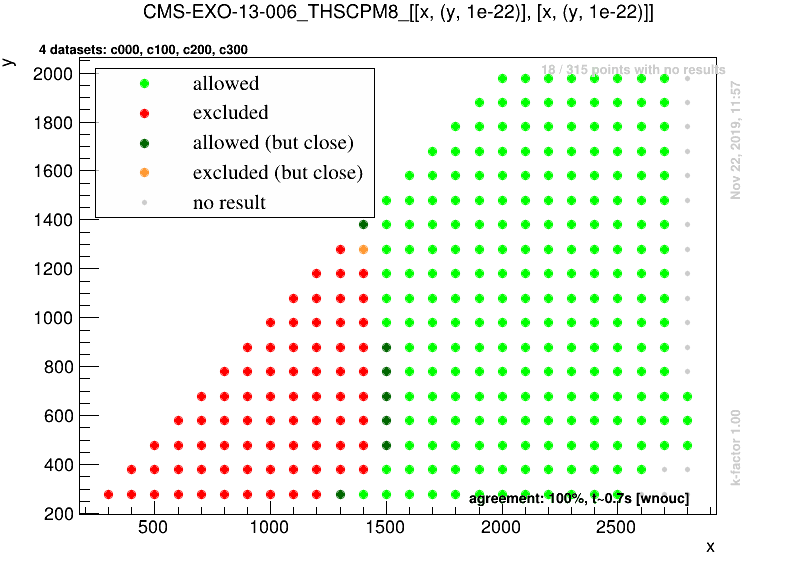 CMS-EXO-13-006_THSCPM8_[[x, (y, 1e-22)], [x, (y, 1e-22)]]
4 datasets: c000, c100, c200, c300
y
18 / 315 points with no results
allowed
excluded
allowed (but close)
excluded (but close)
no result
Nov 22, 2019, 11:57
k-factor 1.00
2000
1800
1600
1400
1200
1000
800
600
400
200
agreement: 100%, t~0.7s [wnouc]
500 1000 1500 2000 2500
x